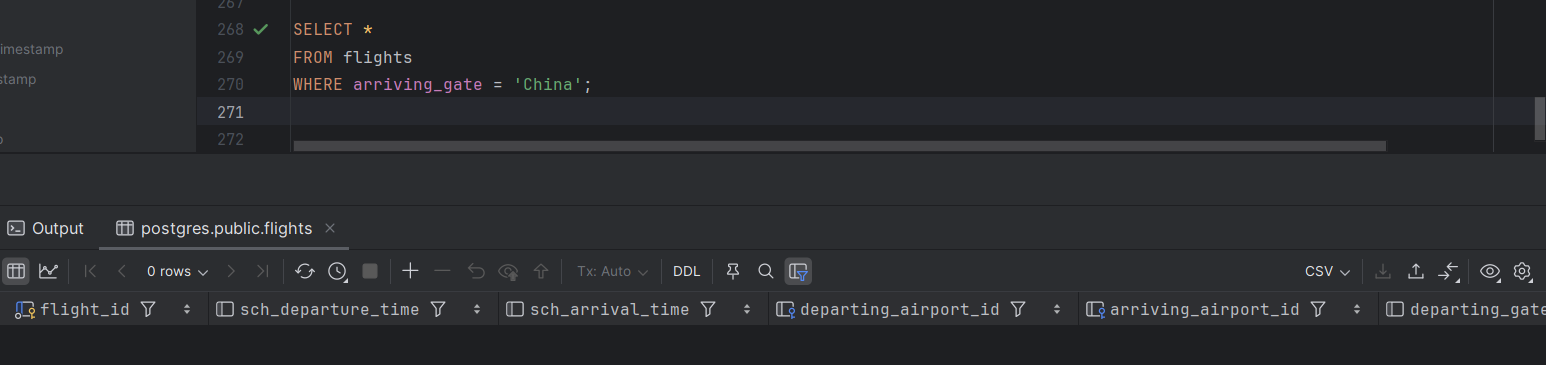 267
268 SELECT *
imestamp
269 FROM flights
stamp
270 WHERE arriving_gate = 'China';
271
272
Output postgres.public.flights
0 rows Tx: Auto DDL CSV
flight_id sch_departure_time sch_arrival_time departing_airport_id arriving_airport_id departing_gate